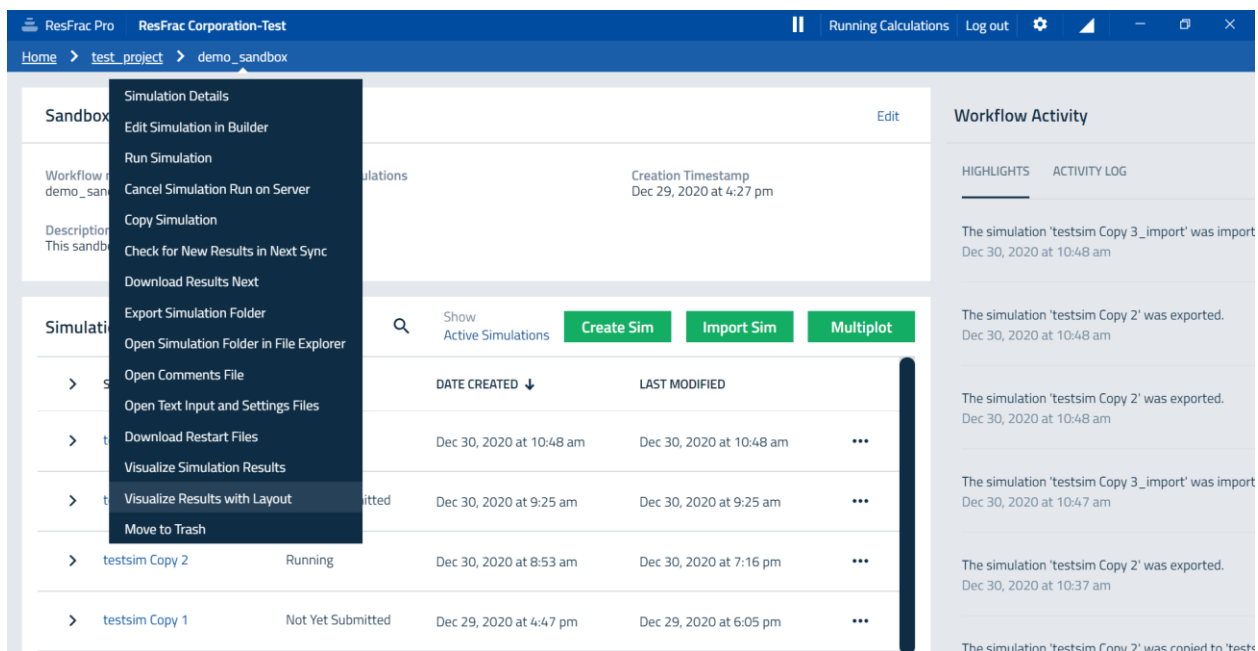 ResFrac Pro ResFrac Corporation-Test Running Calculations Log out
Home test_project demo_sandbox
Simulation Details
Edit Simulation in Builder
Run Simulation
Cancel Simulation Run on Server
Copy Simulation
Check for New Results in Next Sync
Download Results Next
Export Simulation Folder
Open Simulation Folder in File Explorer
Open Comments File
Open Text Input and Settings Files
Download Restart Files
Visualize Simulation Results
Visualize Results with Layout
Move to Trash
Sandbox Edit
Workflow Creation Timestamp
Dec 29, 2020 at 4:27 pm
This
Show
Active Simulations Create Sim Import Sim Multiplot
DATE CREATED LAST MODIFIED
Dec 30, 2020 at 10:48 am Dec 30, 2020 at 10:48 am
Dec 30, 2020 at 9:25 am Dec 30, 2020 at 9:25 am
testsim Copy 2 Running Dec 30, 2020 at 8:53 am Dec 30, 2020 at 7:16 pm
testsim Copy 1 Not Yet Submitted Dec 29, 2020 at 4:47 pm Dec 29, 2020 at 6:05 pm
Workflow Activity
HIGHLIGHTS ACTIVITY LOG
The simulation 'testsim Copy 3_import' was import
Dec 30, 2020 at 10:48 am
The simulation 'testsim Copy 2' was exported.
Dec 30, 2020 at 10:48 am
The simulation 'testsim Copy 2' was exported.
Dec 30, 2020 at 10:48 am
The simulation 'testsim Copy 3_import' was import
Dec 30, 2020 at 10:47 am
The simulation 'testsim Copy 2' was exported.
Dec 30, 2020 at 10:37 am
The simulation 'testsim Copy 2' was copied to 'tests